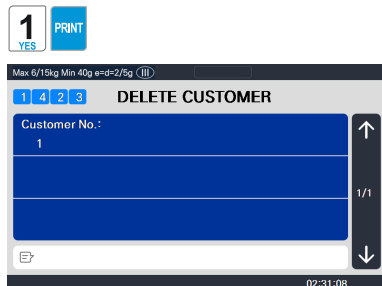 1
YES
PRINT
Max 6/15kg Min 40g e=d=2/5g III
1 4 2 3 DELETE CUSTOMER
Customer No.:
1
1/1
02:31:08